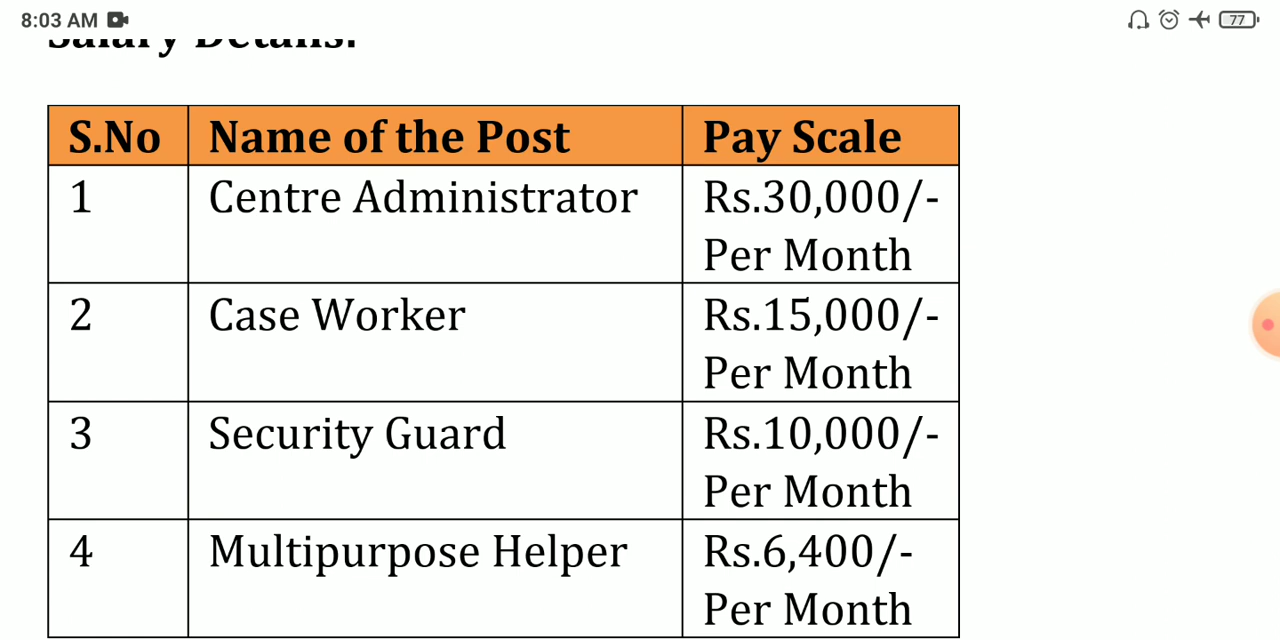 8:03 AM
77
Salary Details:
S.No Name of the Post Pay Scale
1 Centre Administrator Rs.30,000/-
Per Month
2 Case Worker Rs.15,000/-
Per Month
3 Security Guard Rs.10,000/-
Per Month
4 Multipurpose Helper Rs.6,400/-
Per Month